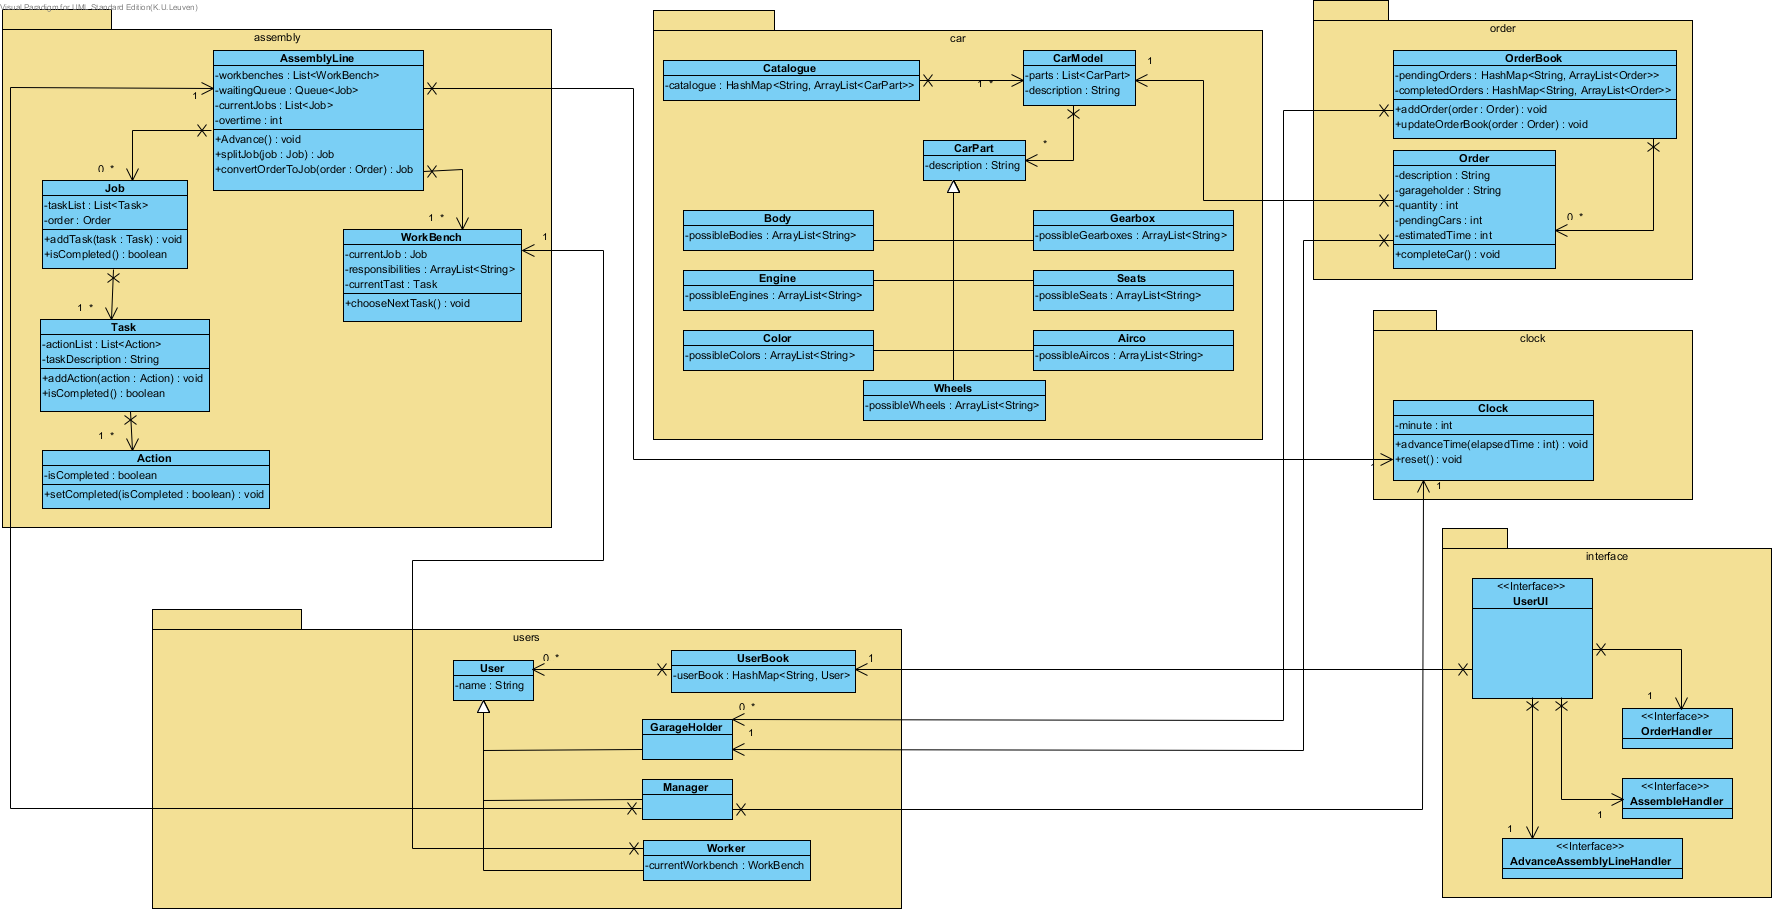 Visual Paradigm for UML Standard Edition(K.U.Leuven)
assembly
AssemblyLine
-workbenches : List<WorkBench>
-waitingQueue : Queue<Job>
-currentJobs : List<Job>
-overtime : int
+Advance() : void
+splitJob(job : Job) : Job
+convertOrderToJob(order : Order) : Job
1
0..*
Job
-taskList : List<Task>
-order : Order
+addTask(task : Task) : void
+isCompleted() : boolean
1..*
WorkBench
-currentJob : Job
-responsibilities : ArrayList<String>
-currentTast : Task
+chooseNextTask() : void
1
1..*
Task
-actionList : List<Action>
-taskDescription : String
+addAction(action : Action) : void
+isCompleted() : boolean
1..*
Action
-isCompleted : boolean
+setCompleted(isCompleted : boolean) : void
car
Catalogue
-catalogue : HashMap<String, ArrayList<CarPart>>
1..*
CarModel
-parts : List<CarPart>
-description : String
1
CarPart
-description : String
*
Body
-possibleBodies : ArrayList<String>
Gearbox
-possibleGearboxes : ArrayList<String>
Engine
-possibleEngines : ArrayList<String>
Seats
-possibleSeats : ArrayList<String>
Color
-possibleColors : ArrayList<String>
Airco
-possibleAircos : ArrayList<String>
Wheels
-possibleWheels : ArrayList<String>
order
OrderBook
-pendingOrders : HashMap<String, ArrayList<Order>>
-completedOrders : HashMap<String, ArrayList<Order>>
+addOrder(order : Order) : void
+updateOrderBook(order : Order) : void
Order
-description : String
-garageholder : String
-quantity : int
-pendingCars : int
-estimatedTime : int
+completeCar() : void
0..*
clock
Clock
-minute : int
+advanceTime(elapsedTime : int) : void
+reset() : void
1
interface
<<Interface>>
UserUI
1
<<Interface>>
OrderHandler
<<Interface>>
AssembleHandler
1
1
<<Interface>>
AdvanceAssemblyLineHandler
users
User
-name : String
0..*
UserBook
-userBook : HashMap<String, User>
1
GarageHolder
0..*
1
Manager
Worker
-currentWorkbench : WorkBench